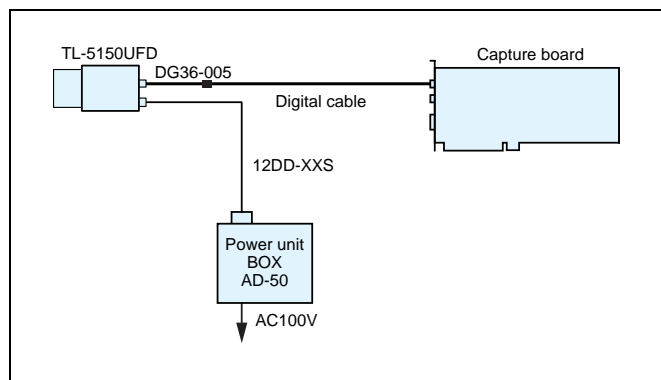 TL-5150UFD
DG36-005
Capture board
Digital cable
12DD-XXS
Power unit
BOX
AD-50
AC100V